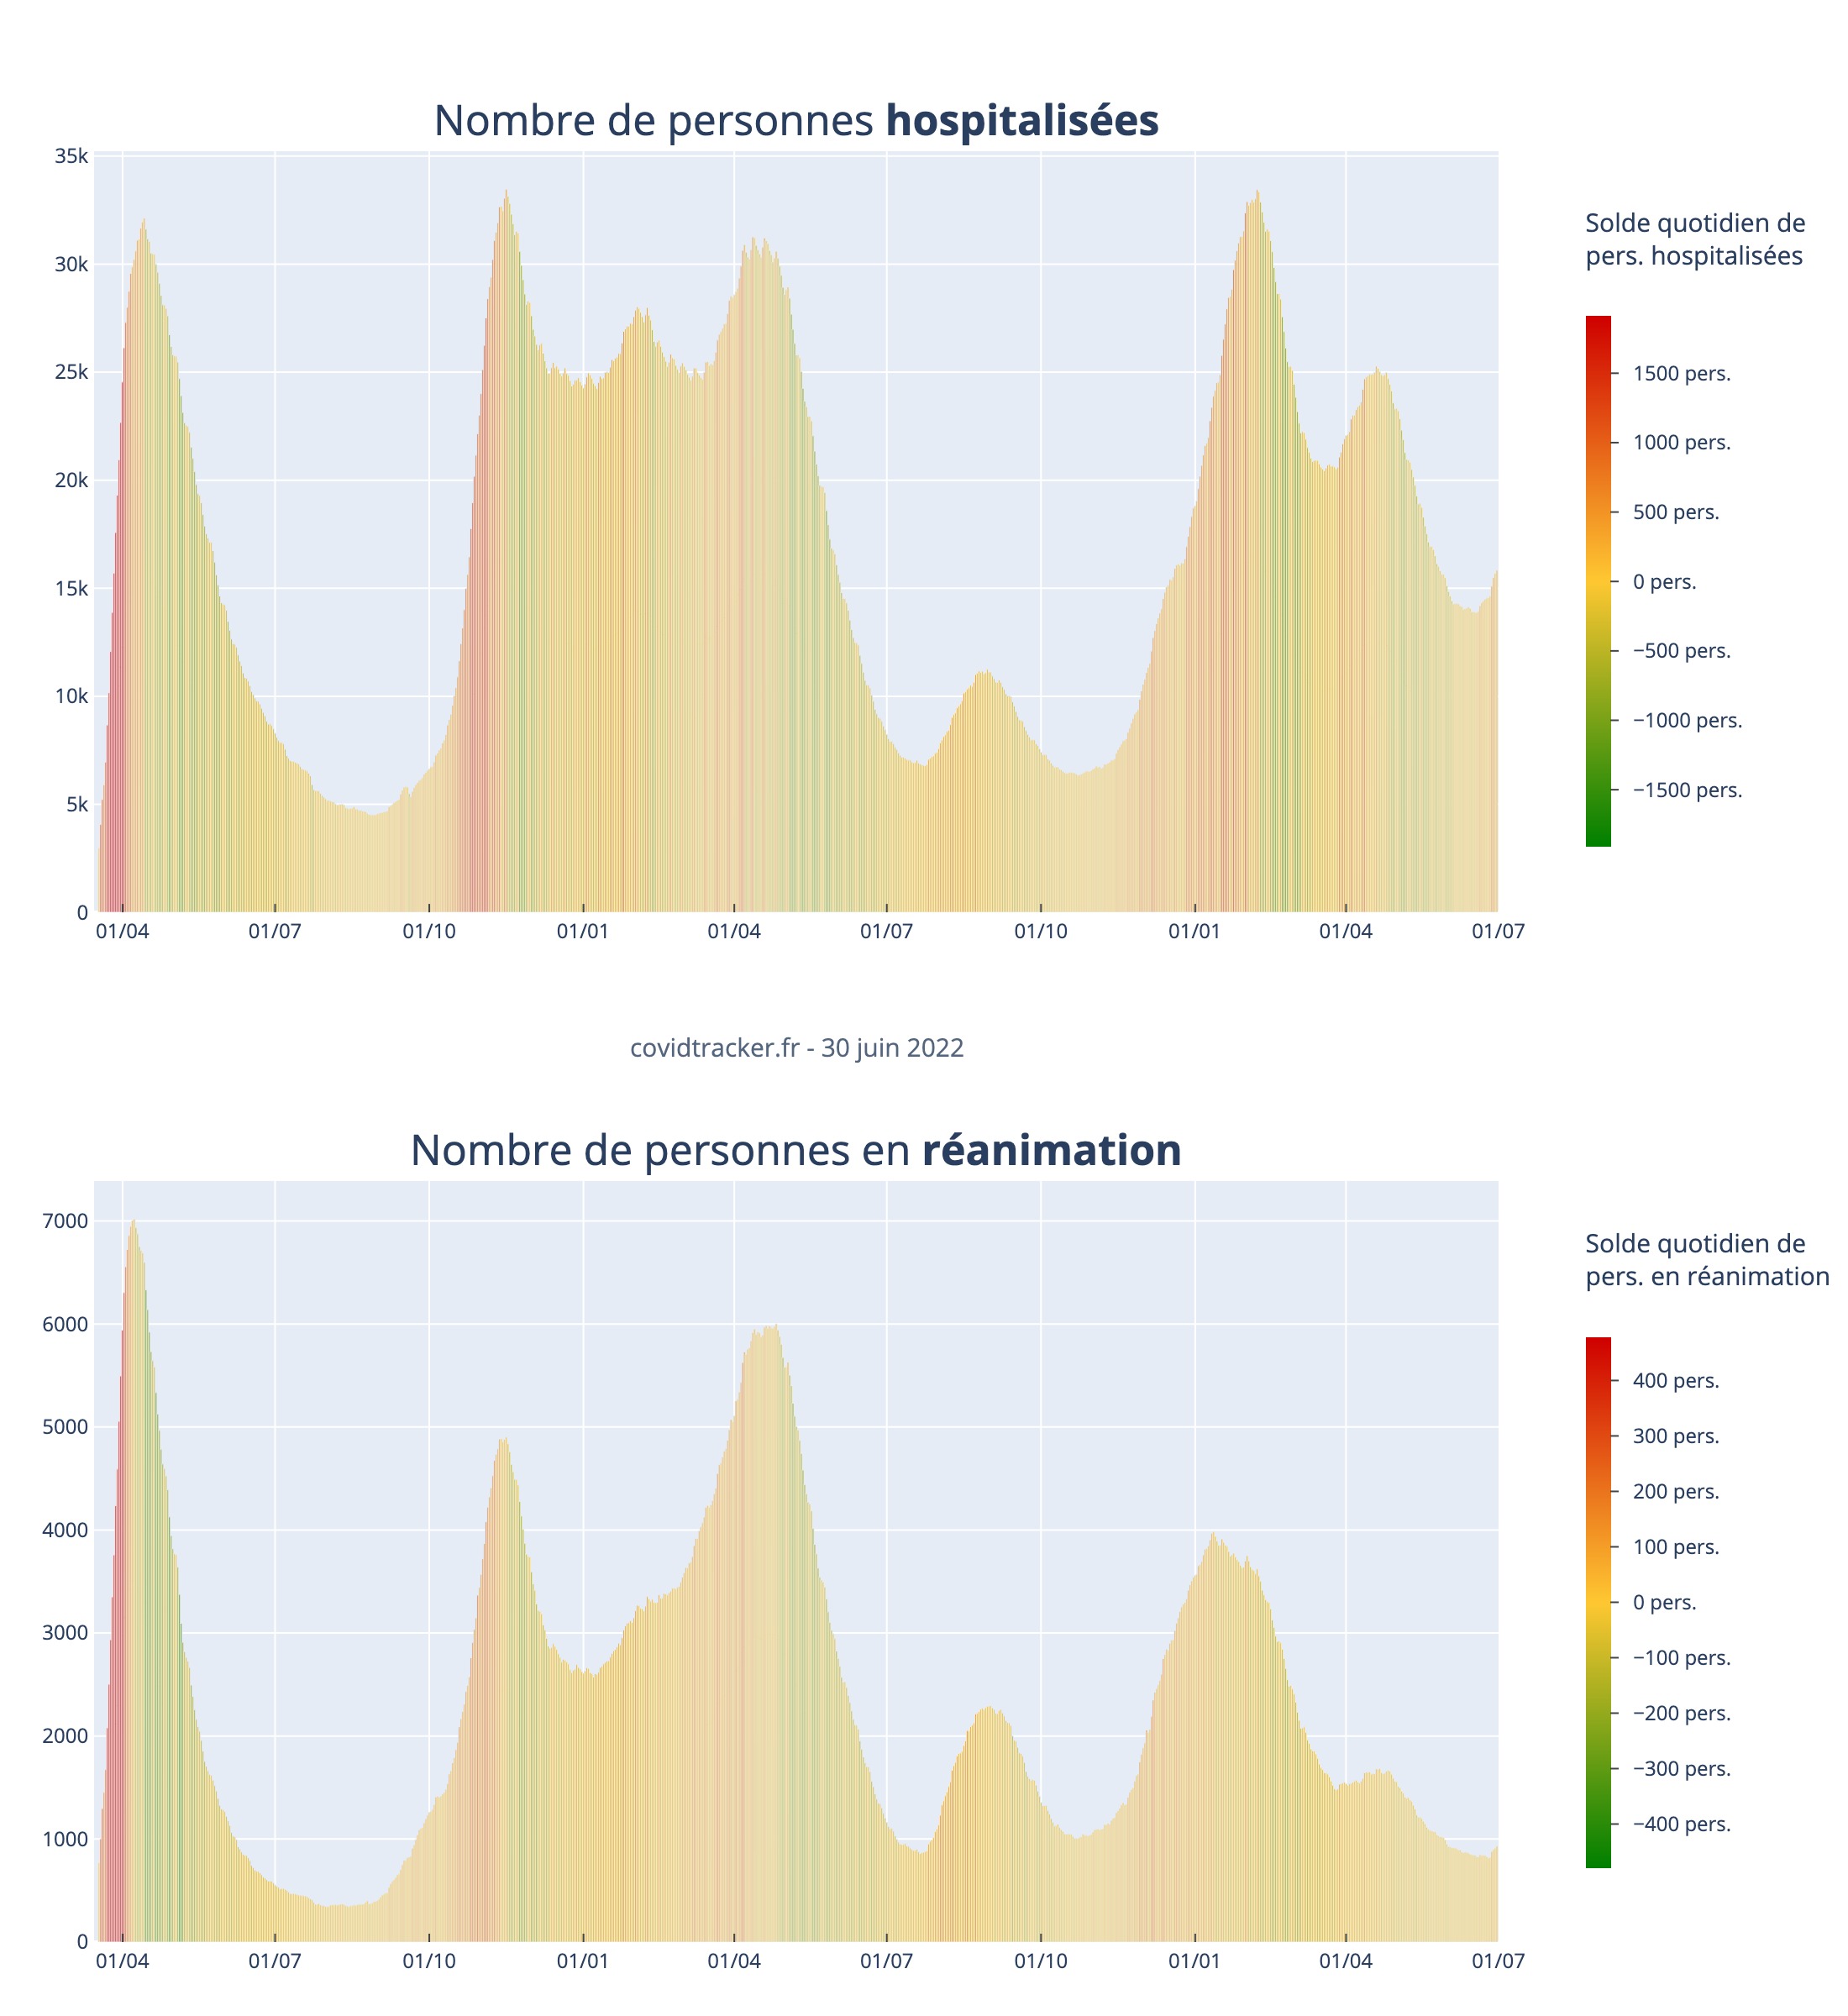 Nombre de personnes hospitalisées
35k
30k
25k
20k
15k
10k
5k
0
01/04 01/07 01/10 01/01 01/04 01/07 01/10 01/01 01/04 01/07
Solde quotidien de
pers. hospitalisées
1500 pers.
1000 pers.
500 pers.
0 pers.
−500 pers.
−1000 pers.
−1500 pers.
covidtracker.fr - 30 juin 2022
Nombre de personnes en réanimation
7000
6000
5000
4000
3000
2000
1000
0
01/04 01/07 01/10 01/01 01/04 01/07 01/10 01/01 01/04 01/07
Solde quotidien de
pers. en réanimation
400 pers.
300 pers.
200 pers.
100 pers.
0 pers.
−100 pers.
−200 pers.
−300 pers.
−400 pers.